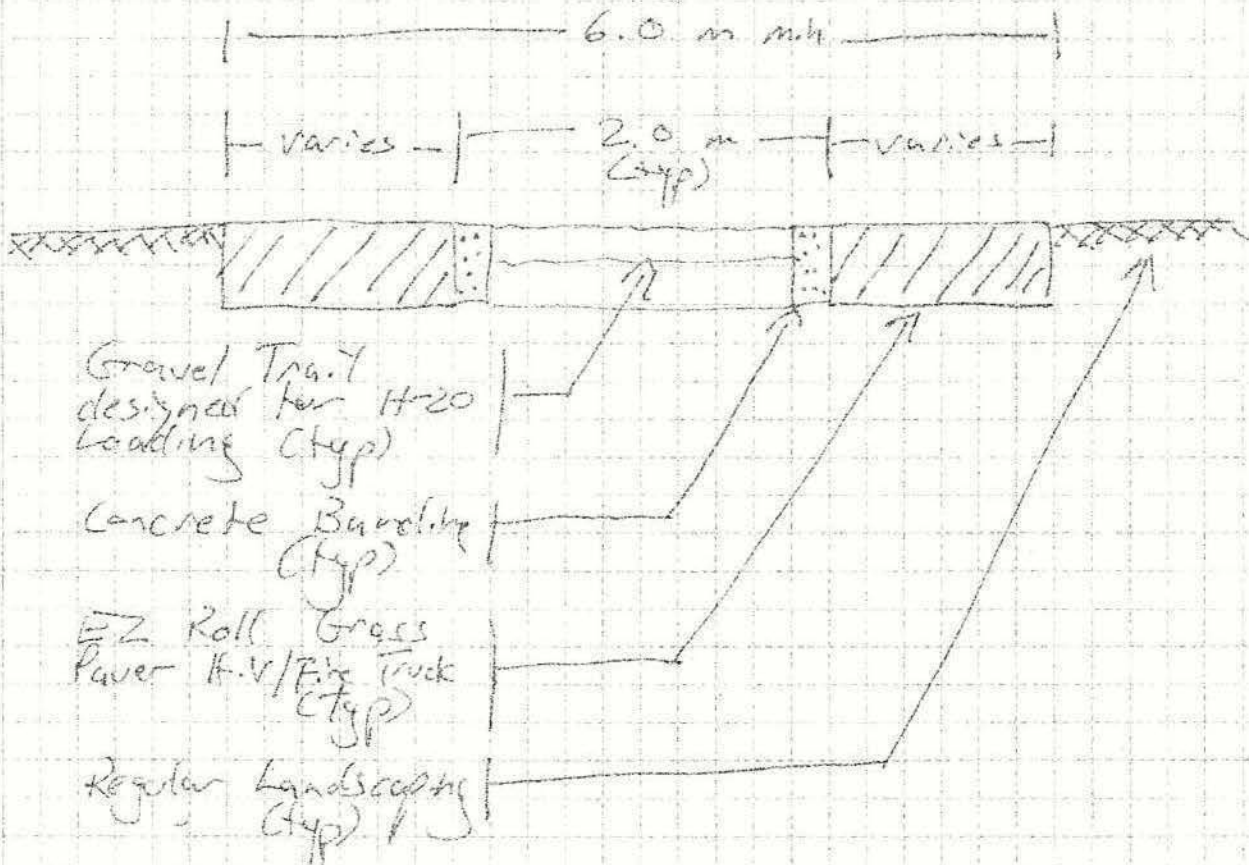 6.0 m min
varies
2.0 m
(typ)
varies
Gravel Trail
designed for H-20
Loading (typ)
Concrete
(typ)
EZ Roll Grass
Paver H.V/Fire Truck
(typ)
Regular Landscaping
(typ)